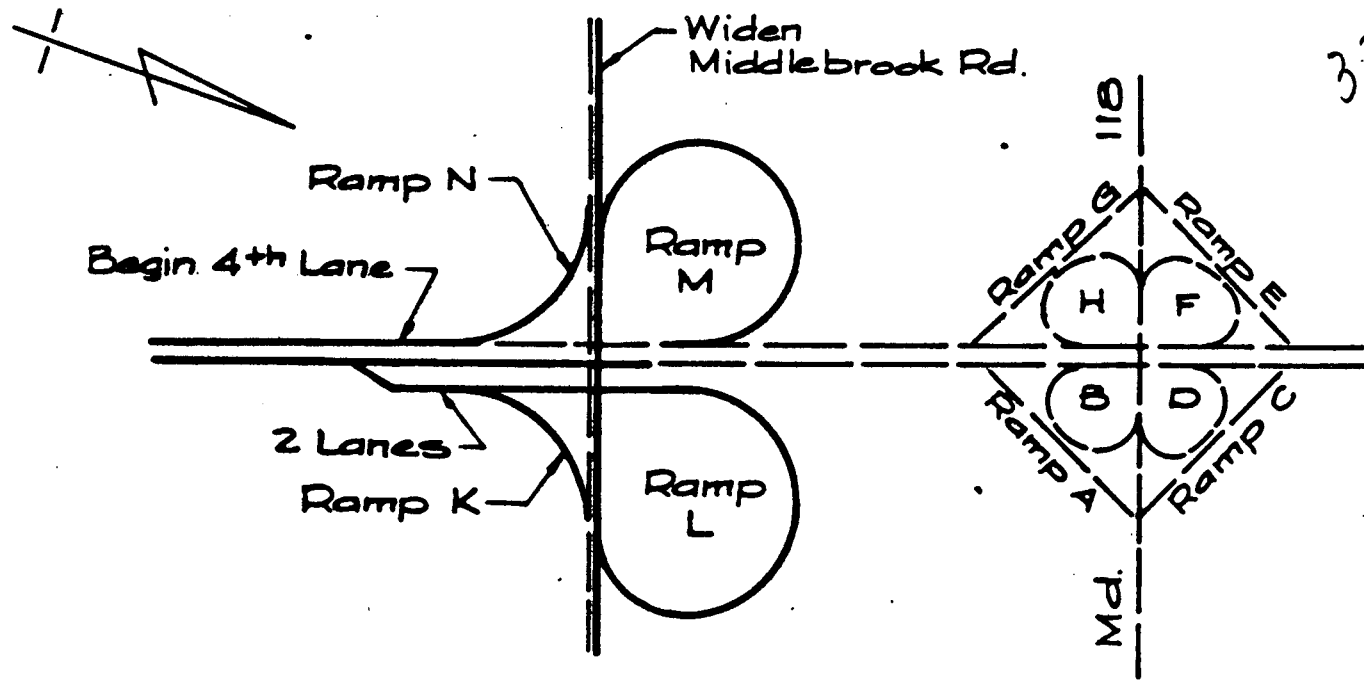 Widen
Middlebrook Rd.
Ramp N
Begin 4th Lane
Ramp
M
2 Lanes
Ramp K
Ramp
L
118
Ramp G
Ramp E
H
F
B
D
Ramp A
Ramp C
Md.